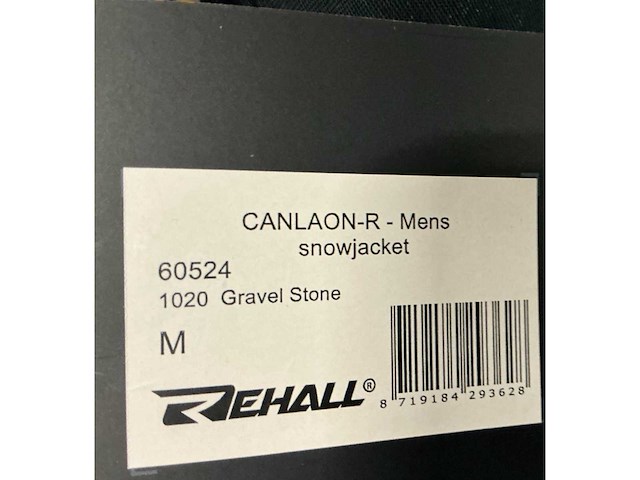 CANLAON-R - Mens
snowjacket
60524
1020 Gravel Stone
M
REHALL®
8 719184 293628